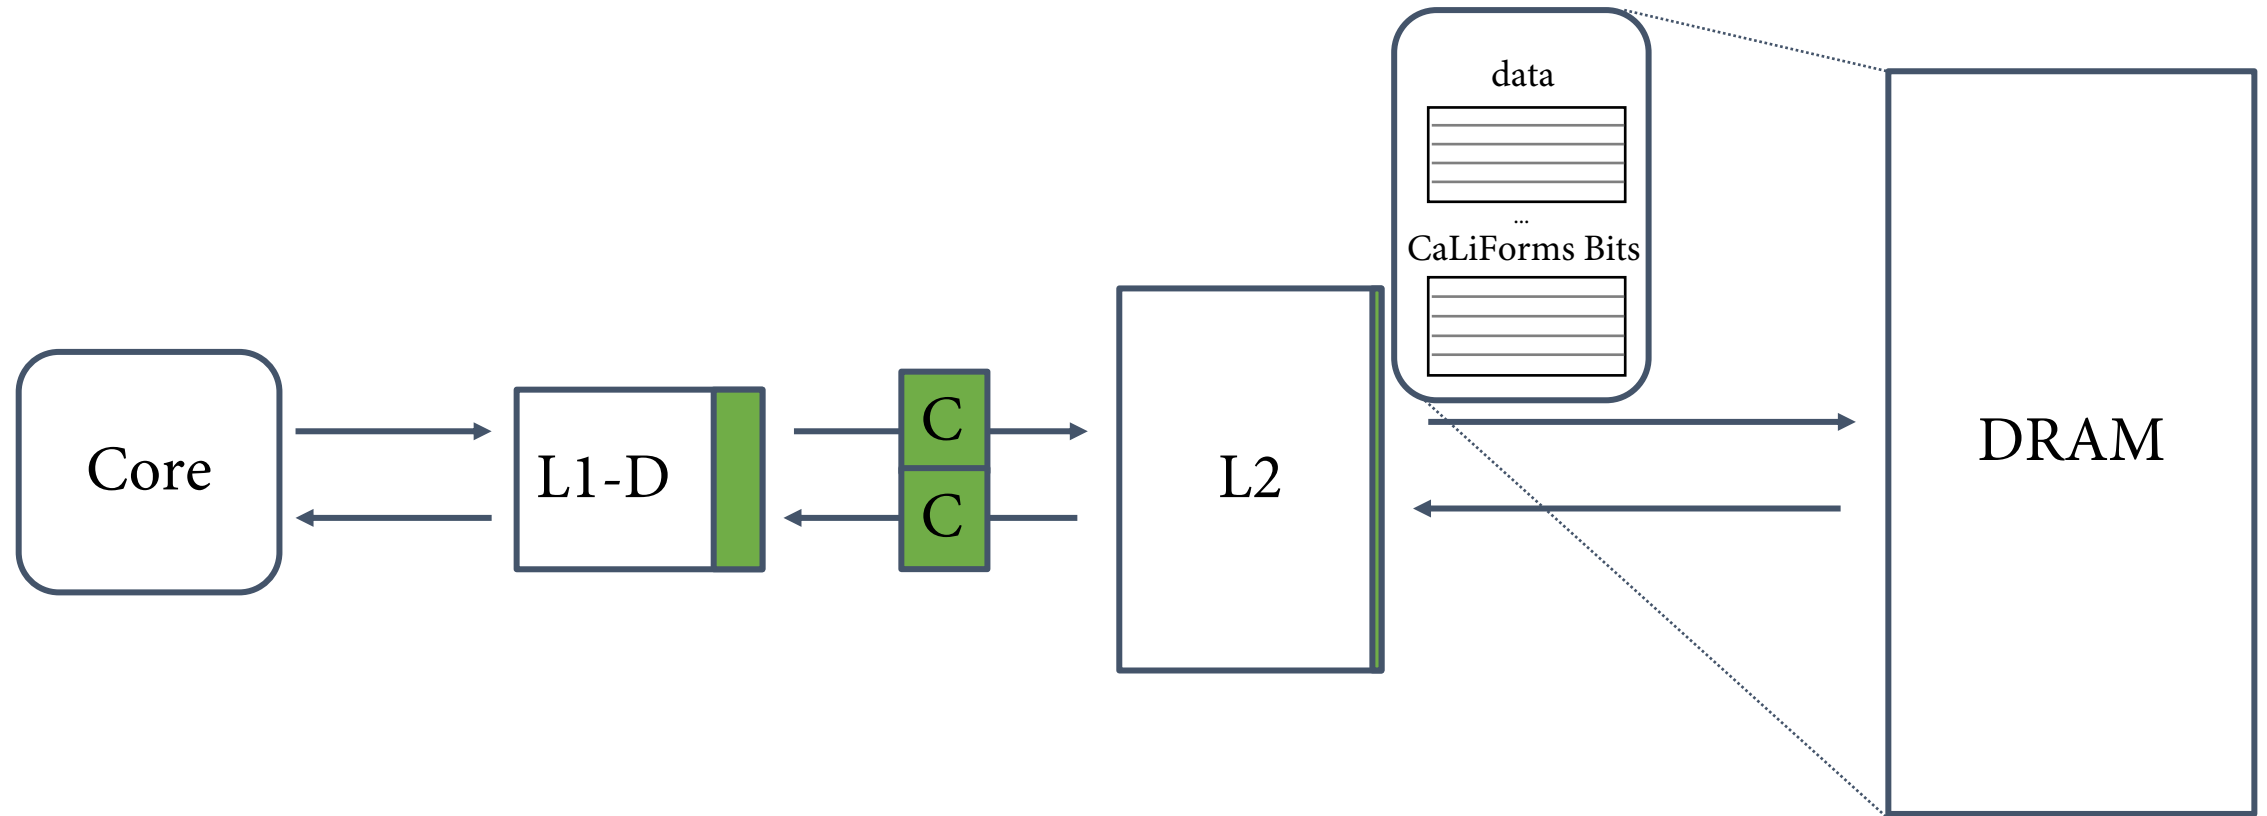 data
...
CaLiForms Bits
Core
L1-D
C
C
L2
DRAM